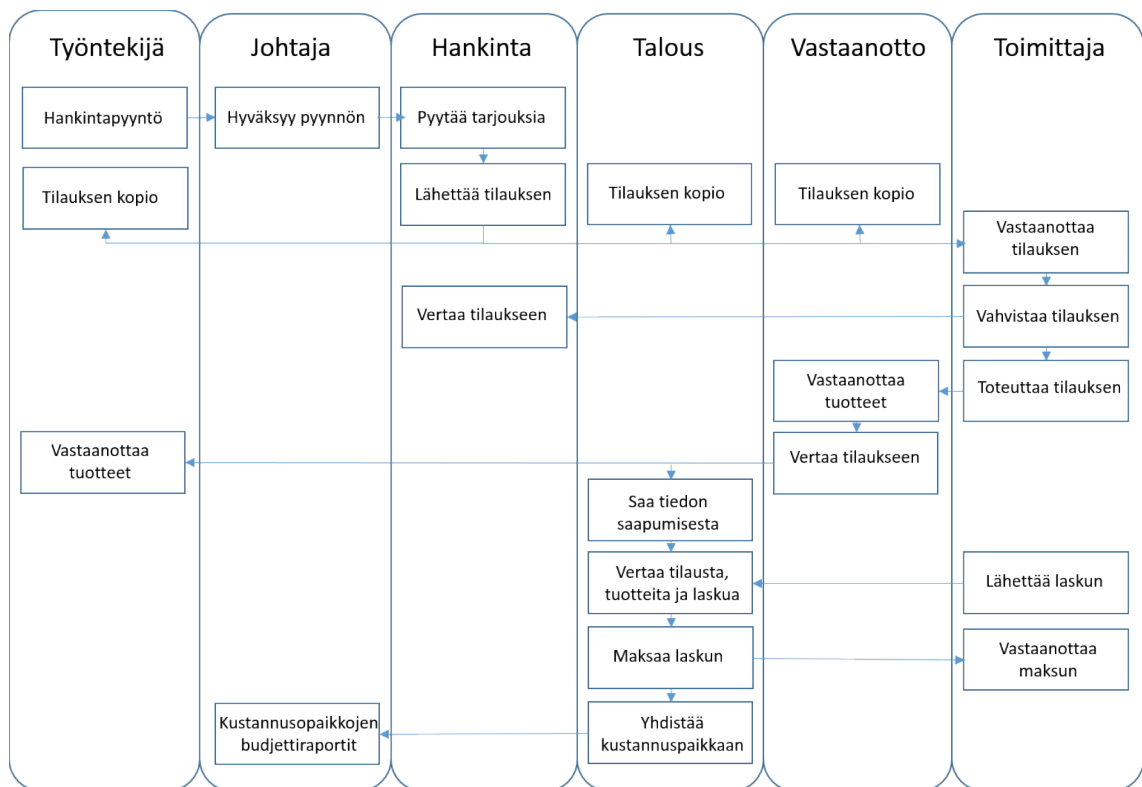 Työntekijä
Johtaja
Hankinta
Talous
Vastaanotto
Toimittaja
Hankintapyyntö
Hyväksyy pyynnön
Pyytää tarjouksia
Tilauksen kopio
Lähettää tilauksen
Tilauksen kopio
Tilauksen kopio
Vastaanottaa
tilauksen
Vertaa tilaukseen
Vahvistaa tilauksen
Vastaanottaa
tuotteet
Toteuttaa tilauksen
Vastaanottaa
tuotteet
Vertaa tilaukseen
Saa tiedon
saapumisesta
Vertaa tilausta,
tuotteita ja laskua
Lähettää laskun
Maksaa laskun
Vastaanottaa
maksun
Kustannusopaikkojen
budjettiraportit
Yhdistää
kustannuspaikkaan